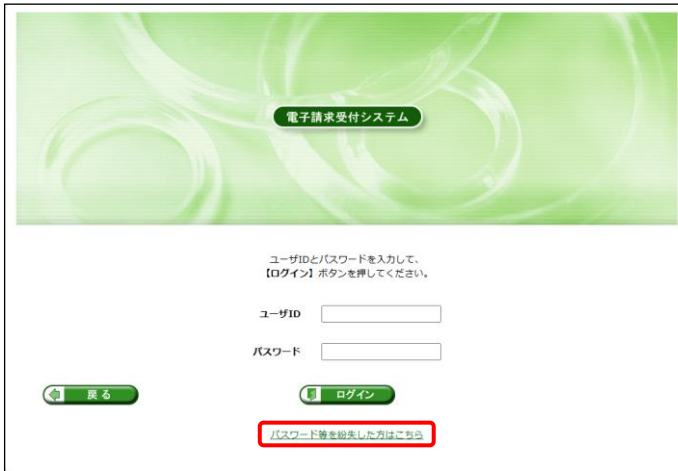 電子請求受付システム
ユーザIDとパスワードを入力して、
【ログイン】ボタンを押してください。
ユーザID
パスワード
戻る
ログイン
パスワード等を紛失した方はこちら